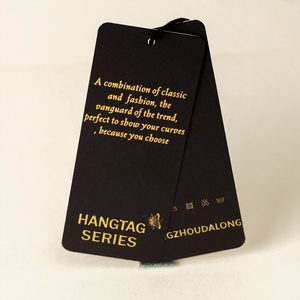 A combination of classic
and fashion, the
vanguard of the trend,
perfect to show your curves
, because you choose
HANGTAG
SERIES
GZHOUDALONG